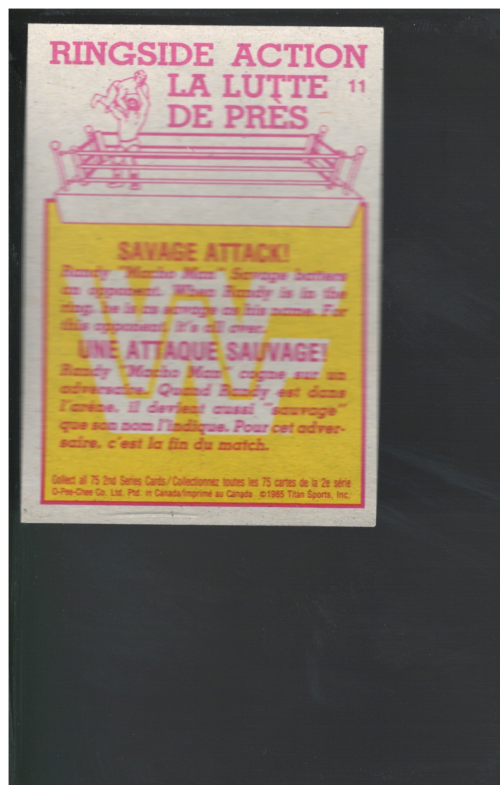 RINGSIDE ACTION
LA LUTTE 11
DE PRÈS
SAVAGE ATTACK!
Randy "Macho Man" Savage batters
an opponent. When Randy is in the
ring, he is as savage as his name. For
this opponent, it's all over.
UNE ATTAQUE SAUVAGE!
Randy "Macho Man" cogne sur un
adversaire. Quand Randy est dans
l'arène, il devient aussi "sauvage"
que son nom l'indique. Pour cet adver-
saire, c'est la fin du match.
Collect all 75 2nd Series Cards/Collectionnez toutes les 75 cartes de la 2e série
O-Pee-Chee Co. Ltd. Ptd. in Canada/Imprimé au Canada ©1985 Titan Sports, Inc.